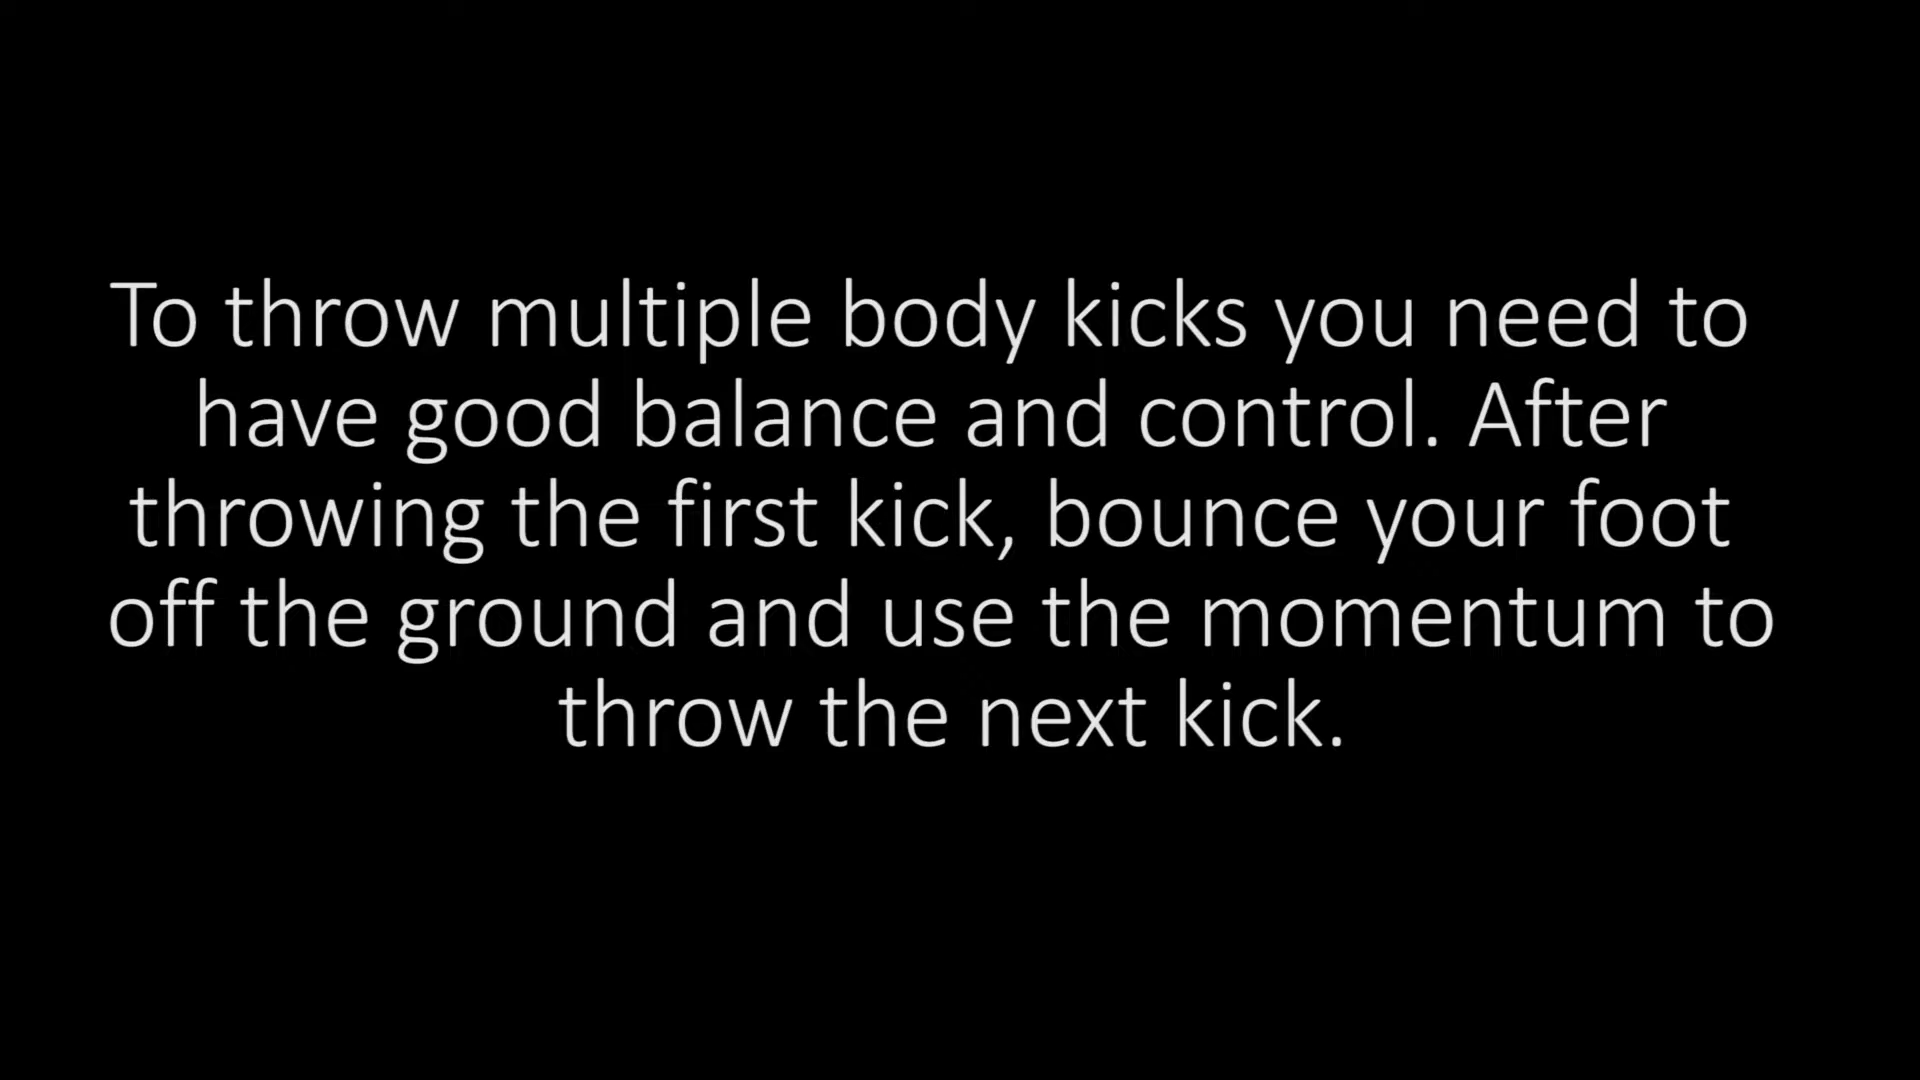 To throw multiple body kicks you need to
have good balance and control. After
throwing the first kick, bounce your foot
off the ground and use the momentum to
throw the next kick.